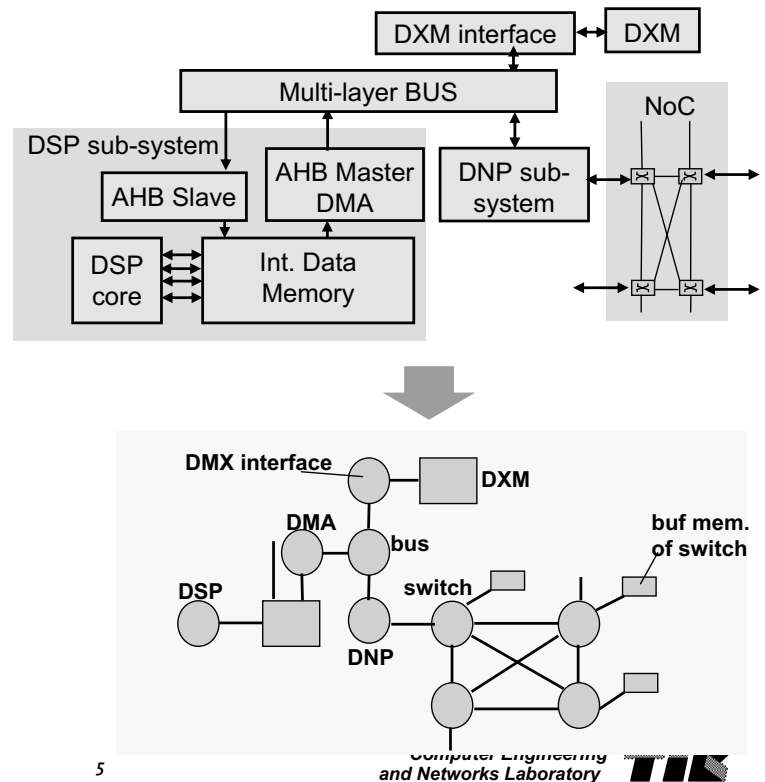 DXM interface
DXM
Multi-layer BUS
NoC
DSP sub-system
AHB Slave
AHB Master
DMA
DNP sub-
system
DSP
core
Int. Data
Memory
DMX interface
DXM
DMA
bus
buf mem.
of switch
DSP
switch
DNP
5
Computer Engineering
and Networks Laboratory